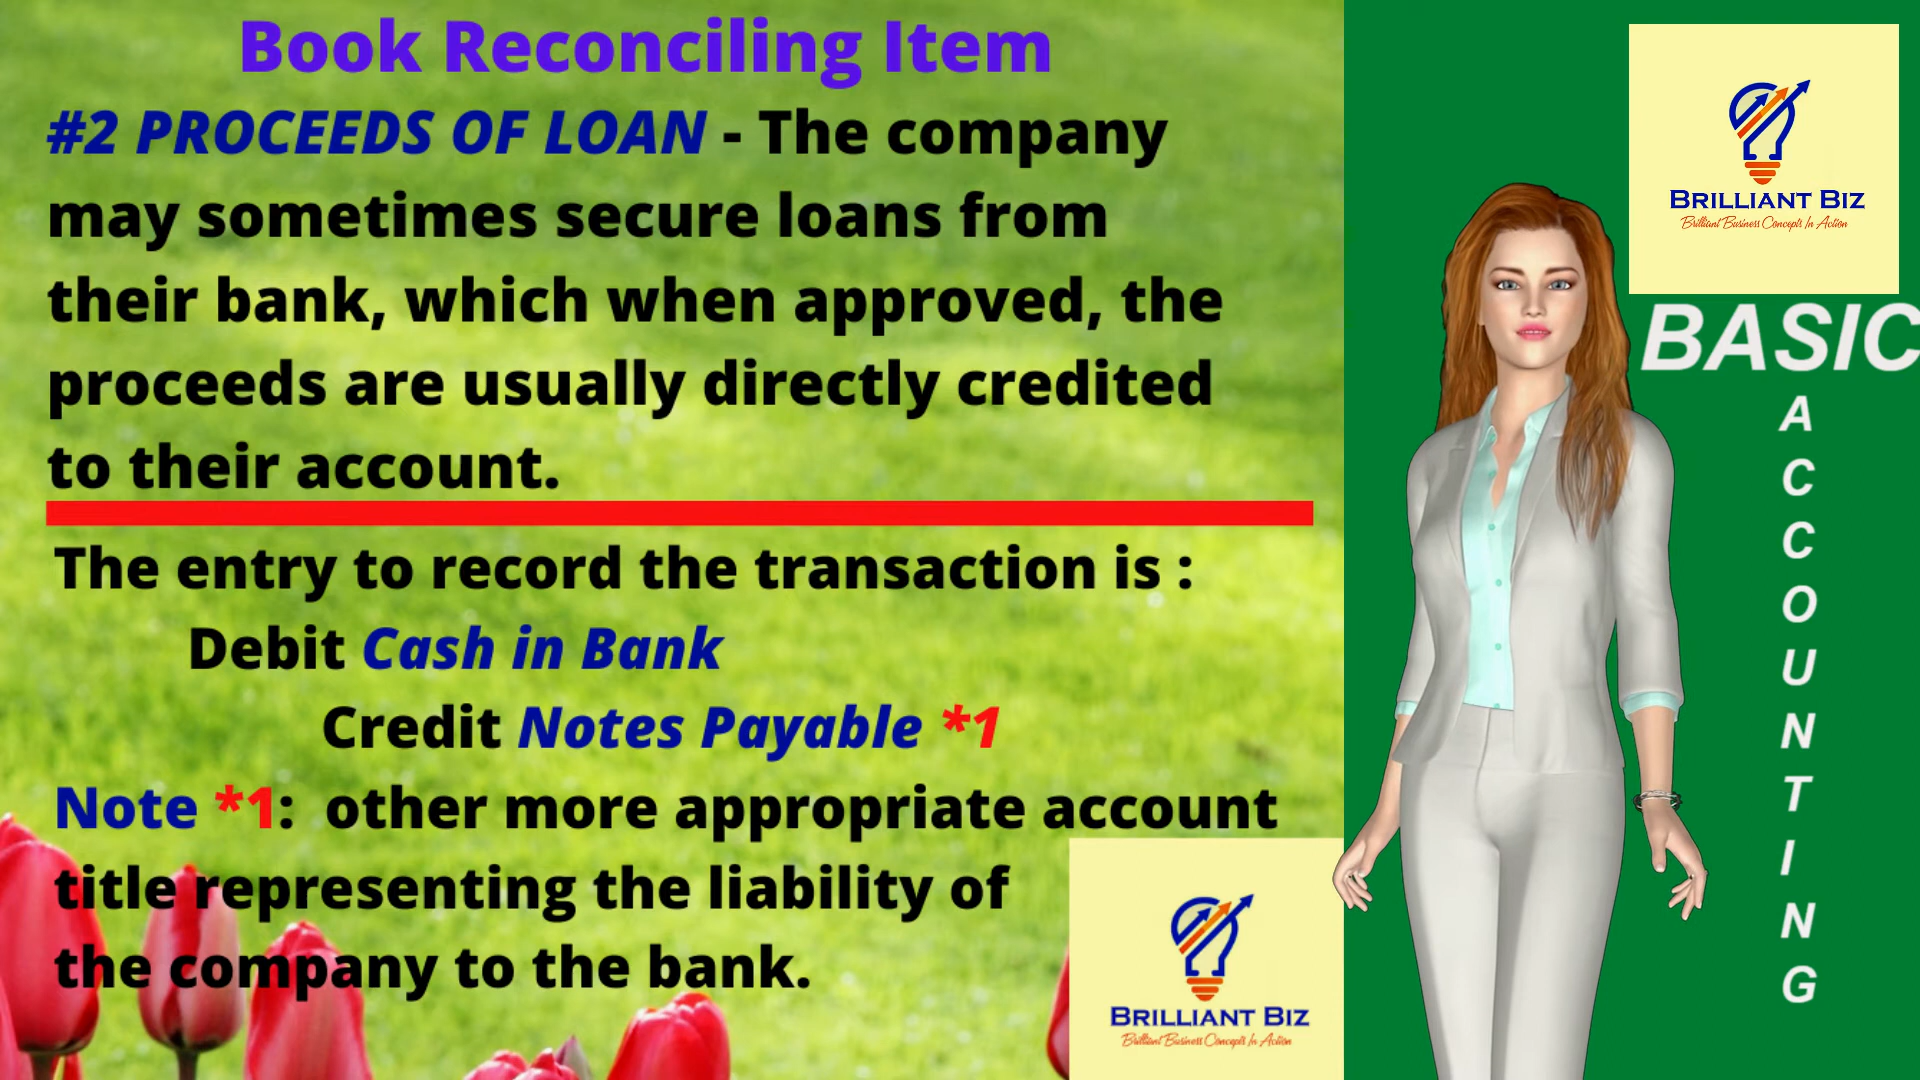 Book Reconciling Item
#2 PROCEEDS OF LOAN - The company
may sometimes secure loans from
their bank, which when approved, the
proceeds are usually directly credited
to their account.
The entry to record the transaction is :
Debit Cash in Bank
Credit Notes Payable *1
Note *1:  other more appropriate account
title representing the liability of
the company to the bank.
BRILLIANT BIZ
Brilliant Business Concepts In Action
BRILLIANT BIZ
Brilliant Business Concepts In Action
BASIC
A
C
C
O
U
N
T
I
N
G